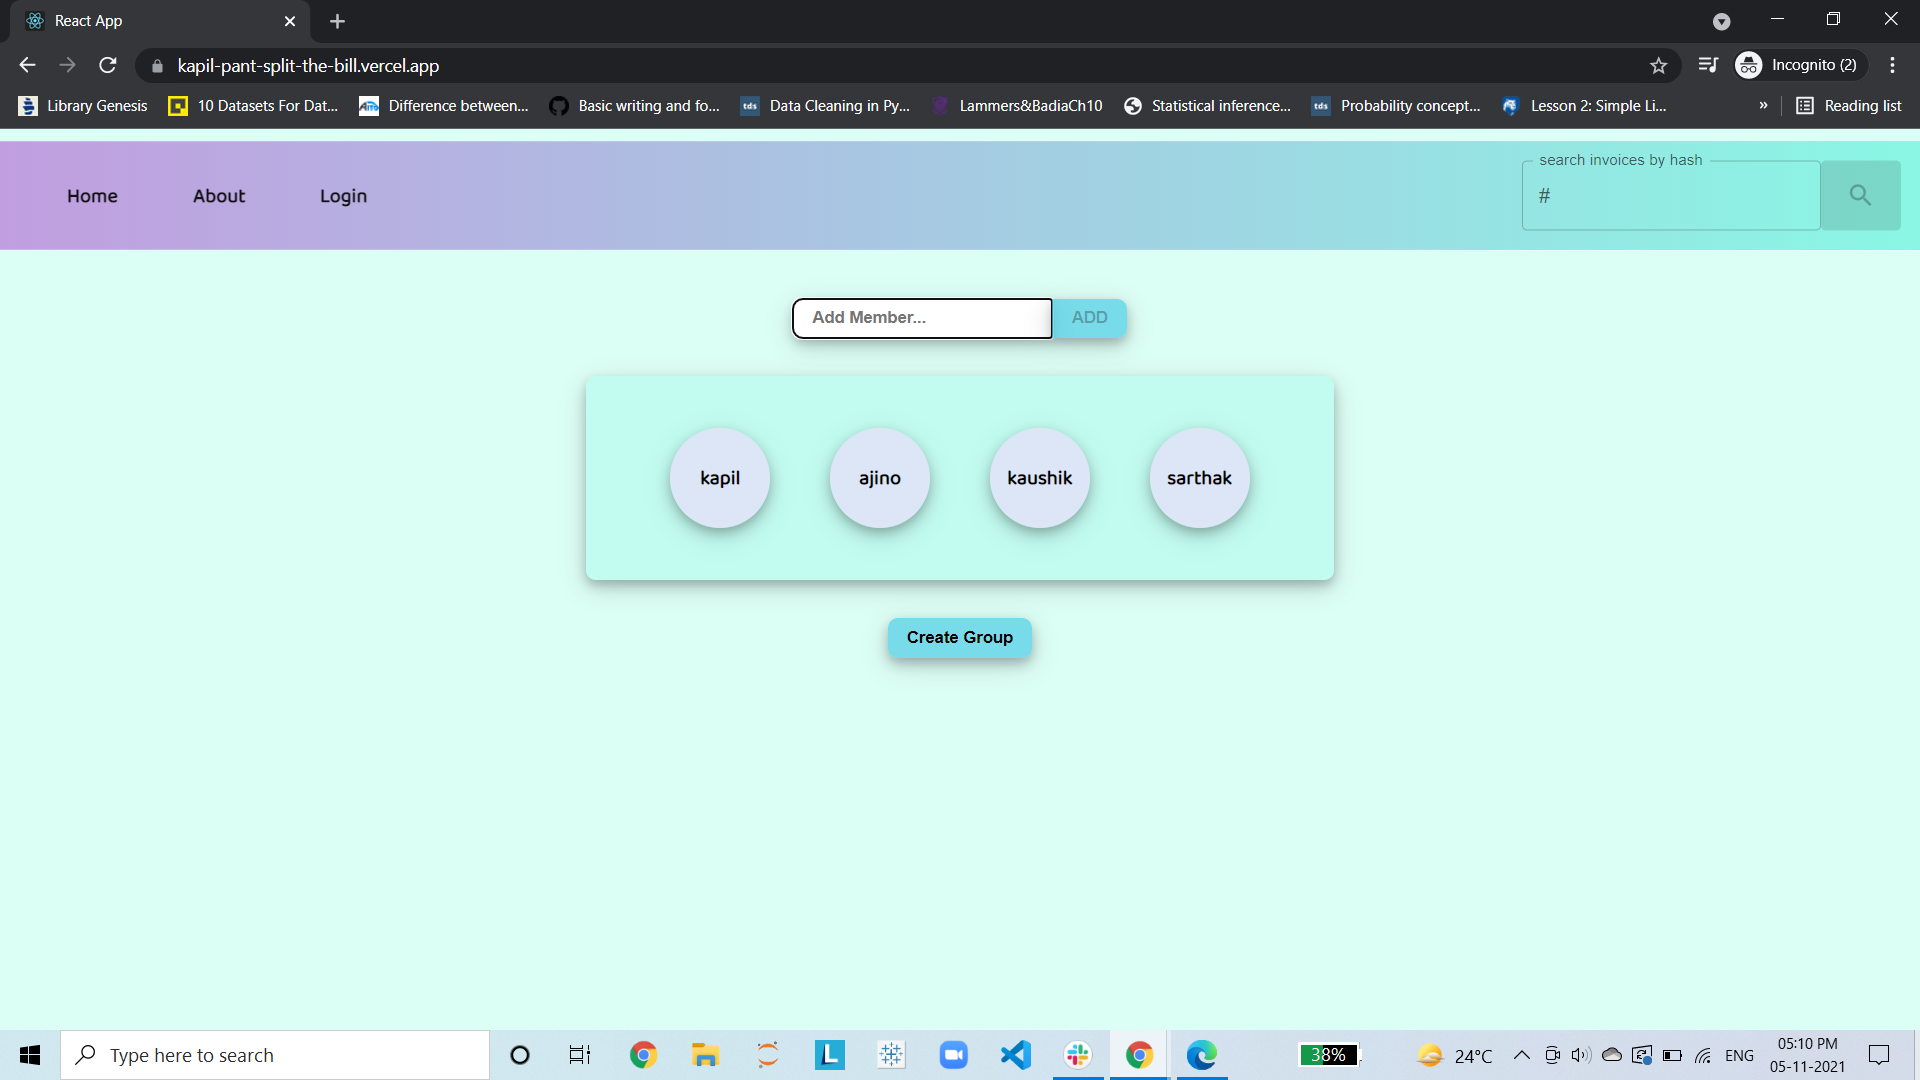 React App
kapil-pant-split-the-bill.vercel.app
Incognito (2)
Library Genesis
10 Datasets For Dat...
Difference between...
Basic writing and fo...
tds
Data Cleaning in Py...
Lammers&BadiaCh10
Statistical inference...
tds
Probability concept...
Lesson 2: Simple Li...
»
Reading list
Home
About
Login
search invoices by hash
#
Add Member...
ADD
kapil
ajino
kaushik
sarthak
Create Group
Type here to search
L
38%
24°C
ENG
05:10 PM
05-11-2021